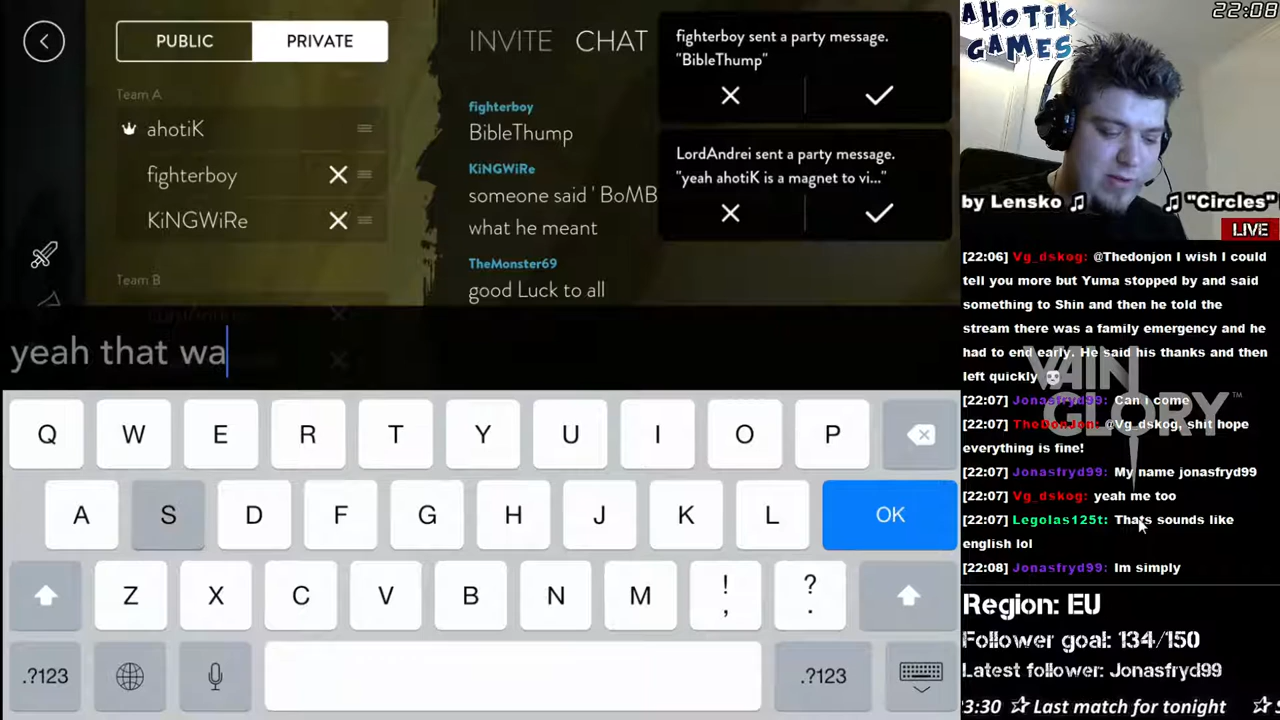 PUBLIC
PRIVATE
Team A
ahotiK
fighterboy
KiNGWiRe
Team B
INVITE CHAT
fighterboy
BibleThump
KiNGWiRe
someone said ' BoMB
what he meant
TheMonster69
good Luck to all
fighterboy sent a party message.
"BibleThump"
LordAndrei sent a party message.
"yeah ahotiK is a magnet to vi..."
yeah that wa
Q W E R T Y U I O P
A S D F G H J K L OK
Z X C V B N M ! , ? .
.?123 .?123
AHOTIK
GAMES
22:08
by Lensko ♫ ♫ "Circles"
LIVE
[22:06] Vg_dskog: @Thedonjon I wish I could
tell you more but Yuma stopped by and said
something to Shin and then he told the
stream there was a family emergency and he
had to end early. He said his thanks and then
left quickly
[22:07] Jonasfryd99: Can i come
[22:07] TheDonJon: @Vg_dskog, shit hope
everything is fine!
[22:07] Jonasfryd99: My name jonasfryd99
[22:07] Vg_dskog: yeah me too
[22:07] Legolas125t: Thats sounds like
english lol
[22:08] Jonasfryd99: Im simply
VAIN
GLORY™
Region: EU
Follower goal: 134/150
Latest follower: Jonasfryd99
3:30 ☆ Last match for tonight ☆